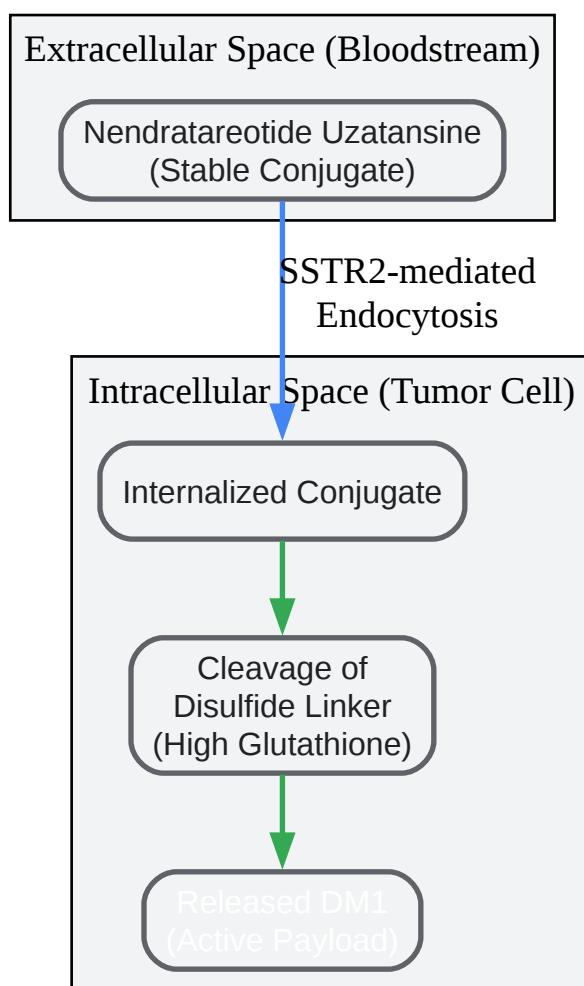 Extracellular Space (Bloodstream)
Nendratareotide Uzatansine
(Stable Conjugate)
SSTR2-mediated
Endocytosis
Intracellular Space (Tumor Cell)
Internalized Conjugate
Cleavage of
Disulfide Linker
(High Glutathione)
Released DM1
(Active Payload)